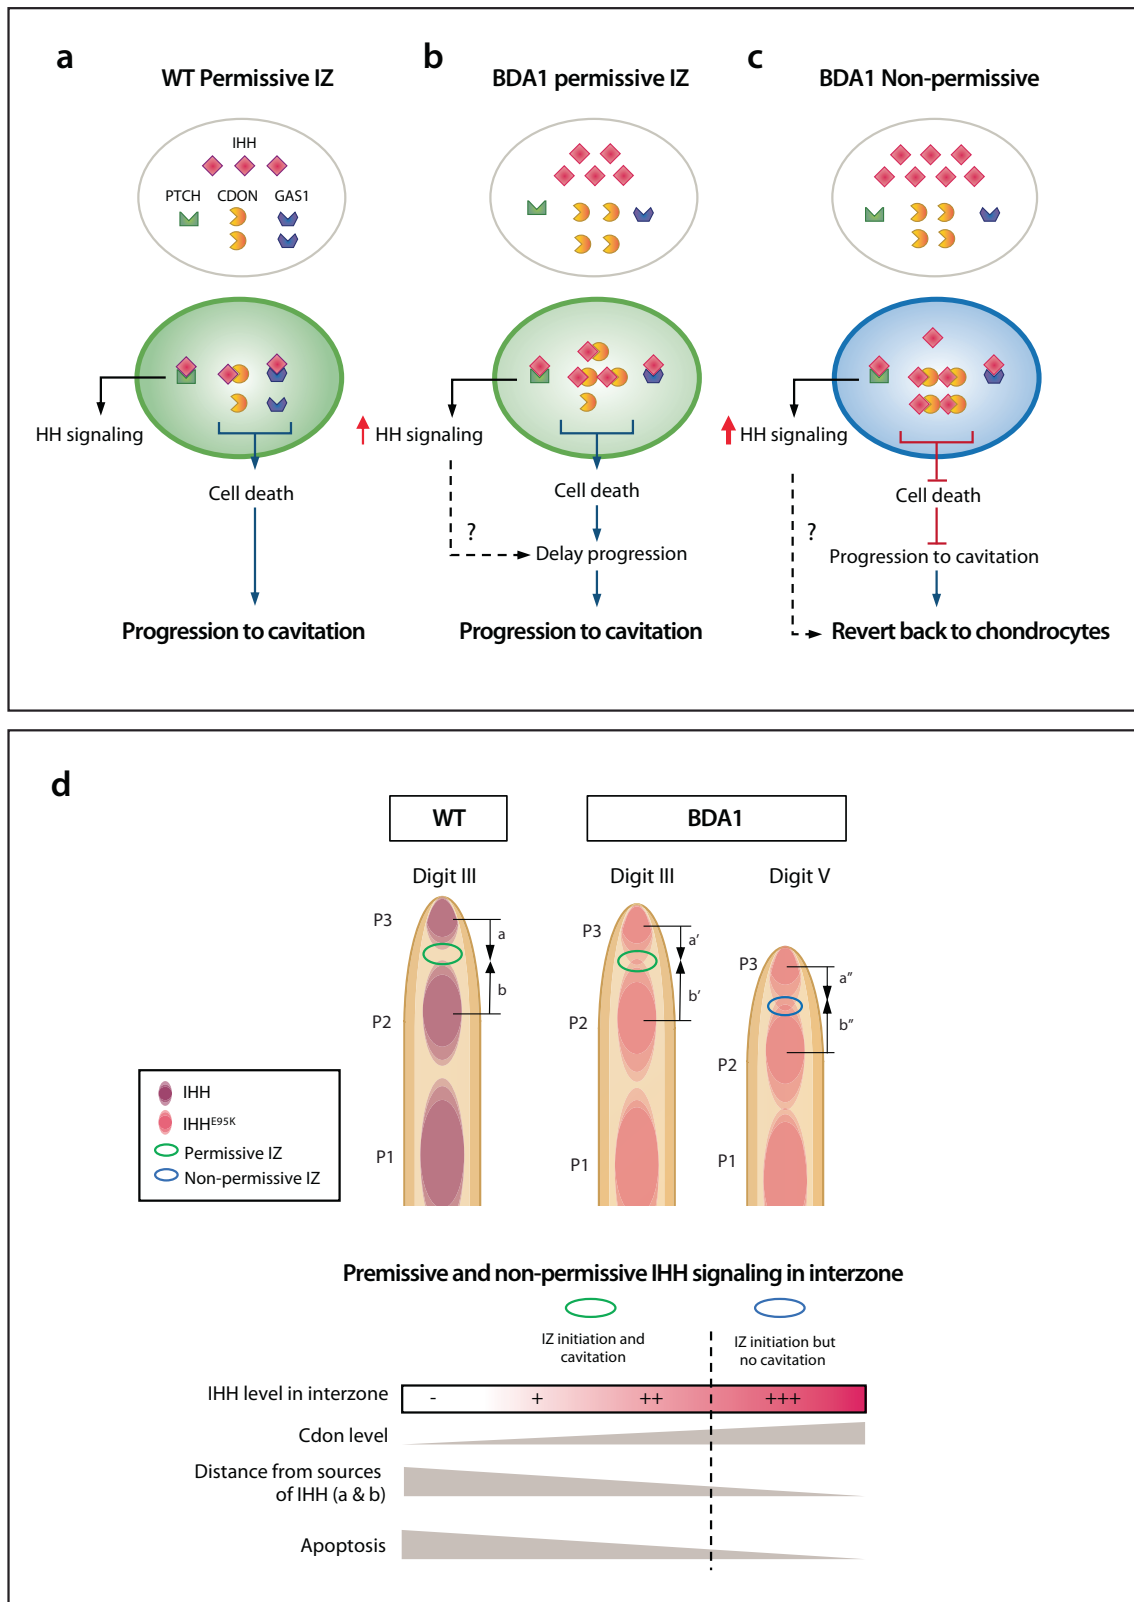 a
WT Permissive IZ
IHH
PTCH
CDON
GAS1
HH signaling
Cell death
Progression to cavitation
b
BDA1 permissive IZ
HH signaling
Cell death
?
Delay progression
Progression to cavitation
c
BDA1 Non-permissive
HH signaling
Cell death
?
Progression to cavitation
Revert back to chondrocytes
d
WT
BDA1
Digit III
Digit III
Digit V
P3
a
b
P2
P1
P3
a′
b′
P2
P1
P3
a″
b″
P2
P1
IHH
IHH^E95K
Permissive IZ
Non-permissive IZ
Premissive and non-permissive IHH signaling in interzone
IZ initiation and
cavitation
IZ initiation but
no cavitation
IHH level in interzone
- + ++ +++
Cdon level
Distance from sources
of IHH (a & b)
Apoptosis